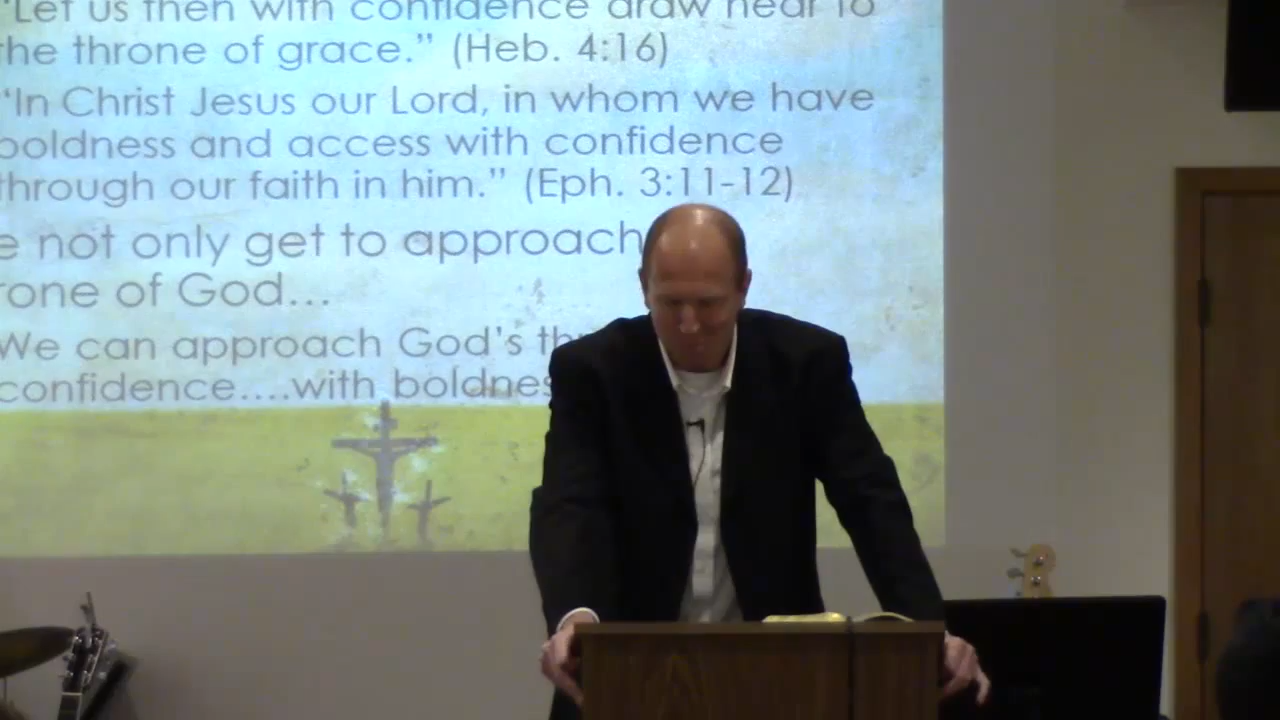 "Let us then with confidence draw near to
the throne of grace." (Heb. 4:16)
"In Christ Jesus our Lord, in whom we have
boldness and access with confidence
through our faith in him." (Eph. 3:11-12)
e not only get to approach
rone of God...
We can approach God's th
confidence....with boldnes